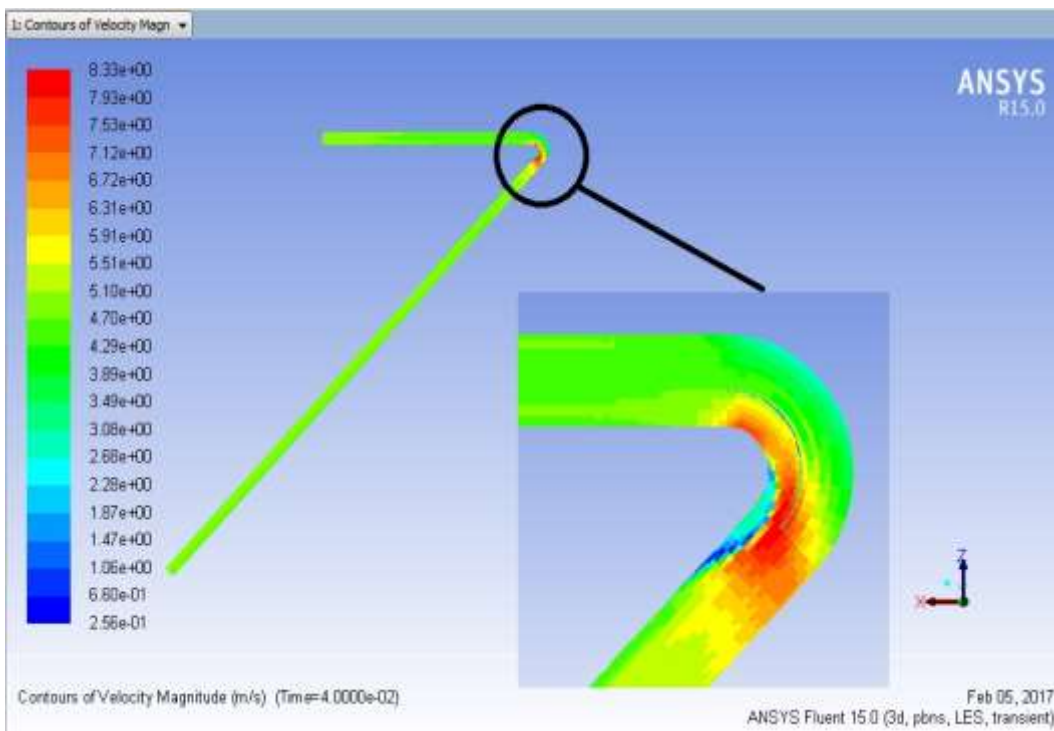 1: Contours of Velocity Magn
8.33e+00
7.93e+00
7.53e+00
7.12e+00
6.72e+00
6.31e+00
5.91e+00
5.51e+00
5.10e+00
4.70e+00
4.29e+00
3.89e+00
3.49e+00
3.08e+00
2.68e+00
2.28e+00
1.87e+00
1.47e+00
1.06e+00
6.60e-01
2.56e-01
ANSYS
R15.0
Z
X
Contours of Velocity Magnitude (m/s) (Time=4.0000e-02)
Feb 05, 2017
ANSYS Fluent 15.0 (3d, pbns, LES, transient)